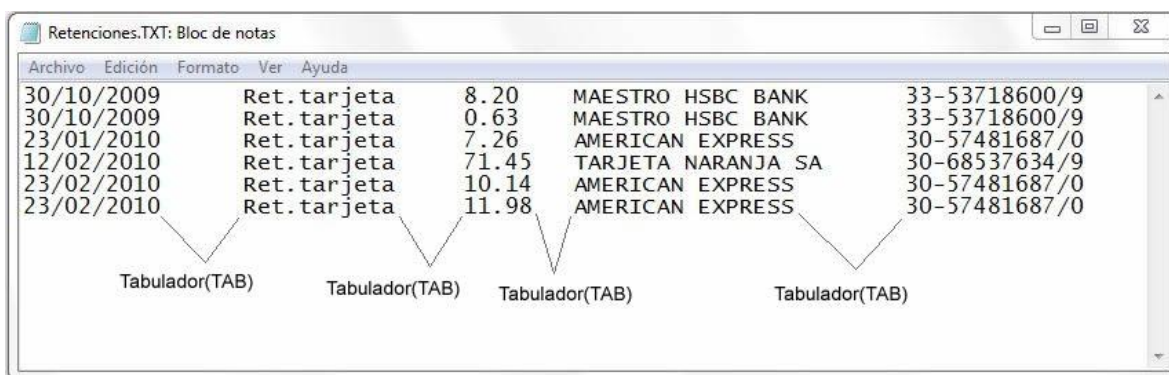 Retenciones.TXT: Bloc de notas
Archivo Edición Formato Ver Ayuda
30/10/2009 Ret.tarjeta 8.20 MAESTRO HSBC BANK 33-53718600/9
30/10/2009 Ret.tarjeta 0.63 MAESTRO HSBC BANK 33-53718600/9
23/01/2010 Ret.tarjeta 7.26 AMERICAN EXPRESS 30-57481687/0
12/02/2010 Ret.tarjeta 71.45 TARJETA NARANJA SA 30-68537634/9
23/02/2010 Ret.tarjeta 10.14 AMERICAN EXPRESS 30-57481687/0
23/02/2010 Ret.tarjeta 11.98 AMERICAN EXPRESS 30-57481687/0
Tabulador(TAB) Tabulador(TAB) Tabulador(TAB) Tabulador(TAB)